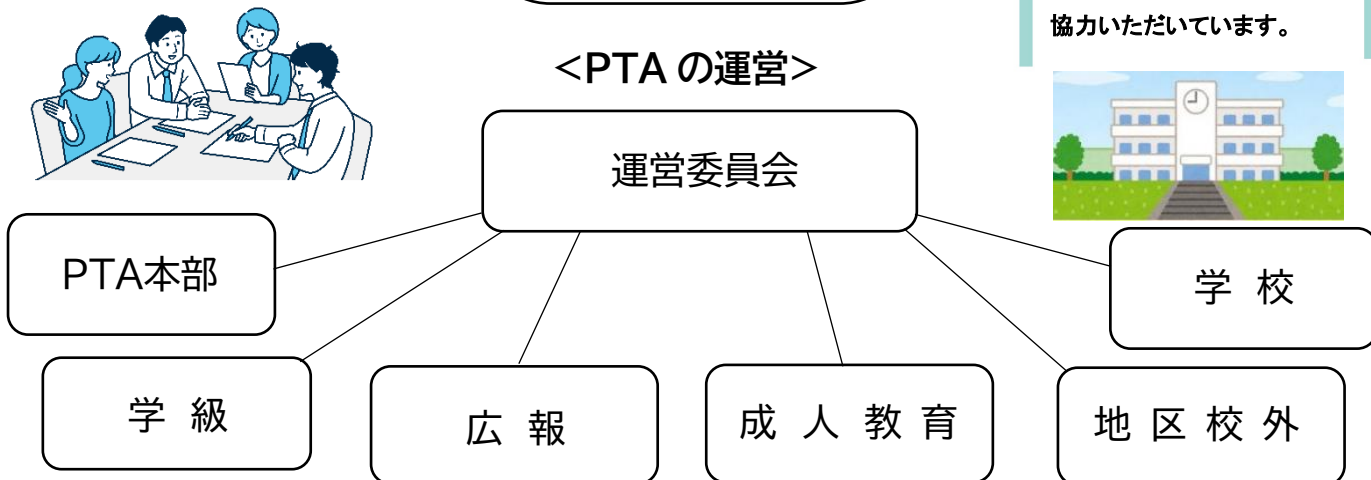 協力いただいています。
<PTA の運営>
運営委員会
PTA本部
学 校
学 級
広 報
成 人 教 育
地 区 校 外